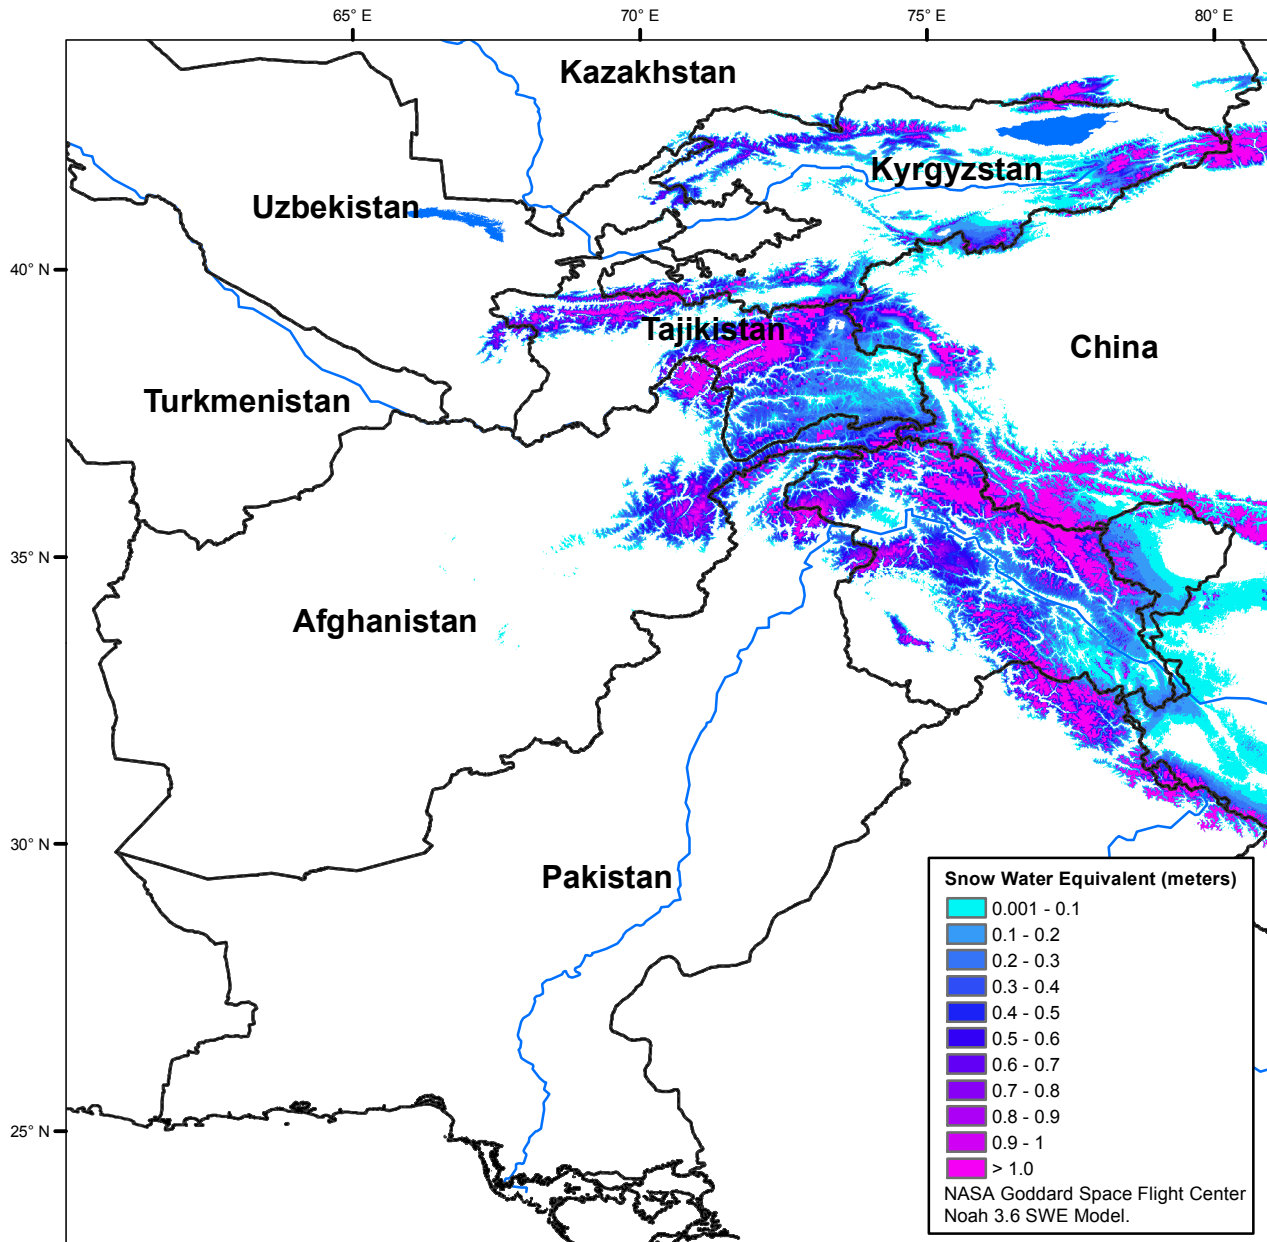 65° E
70° E
75° E
80° E
Kazakhstan
Kyrgyzstan
Uzbekistan
40° N
Tajikistan
China
Turkmenistan
35° N
Afghanistan
30° N
Pakistan
25° N
Snow Water Equivalent (meters)
0.001 - 0.1
0.1 - 0.2
0.2 - 0.3
0.3 - 0.4
0.4 - 0.5
0.5 - 0.6
0.6 - 0.7
0.7 - 0.8
0.8 - 0.9
0.9 - 1
> 1.0
NASA Goddard Space Flight Center
Noah 3.6 SWE Model.